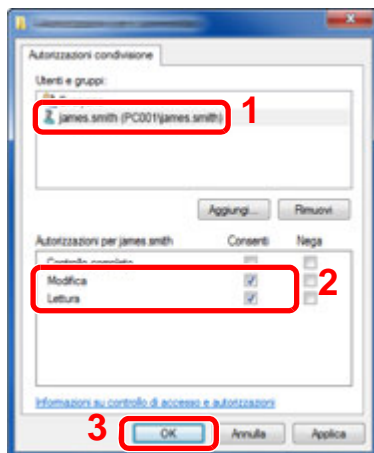 Autorizzazioni condivisione
Utenti e gruppi:
james.smith (PC001\james.smith)
1
Aggiungi...
Rimuovi
Autorizzazioni per james.smith
Consenti
Nega
Controllo completo
Modifica
2
Lettura
Informazioni su controllo di accesso e autorizzazioni
3
OK
Annulla
Applica